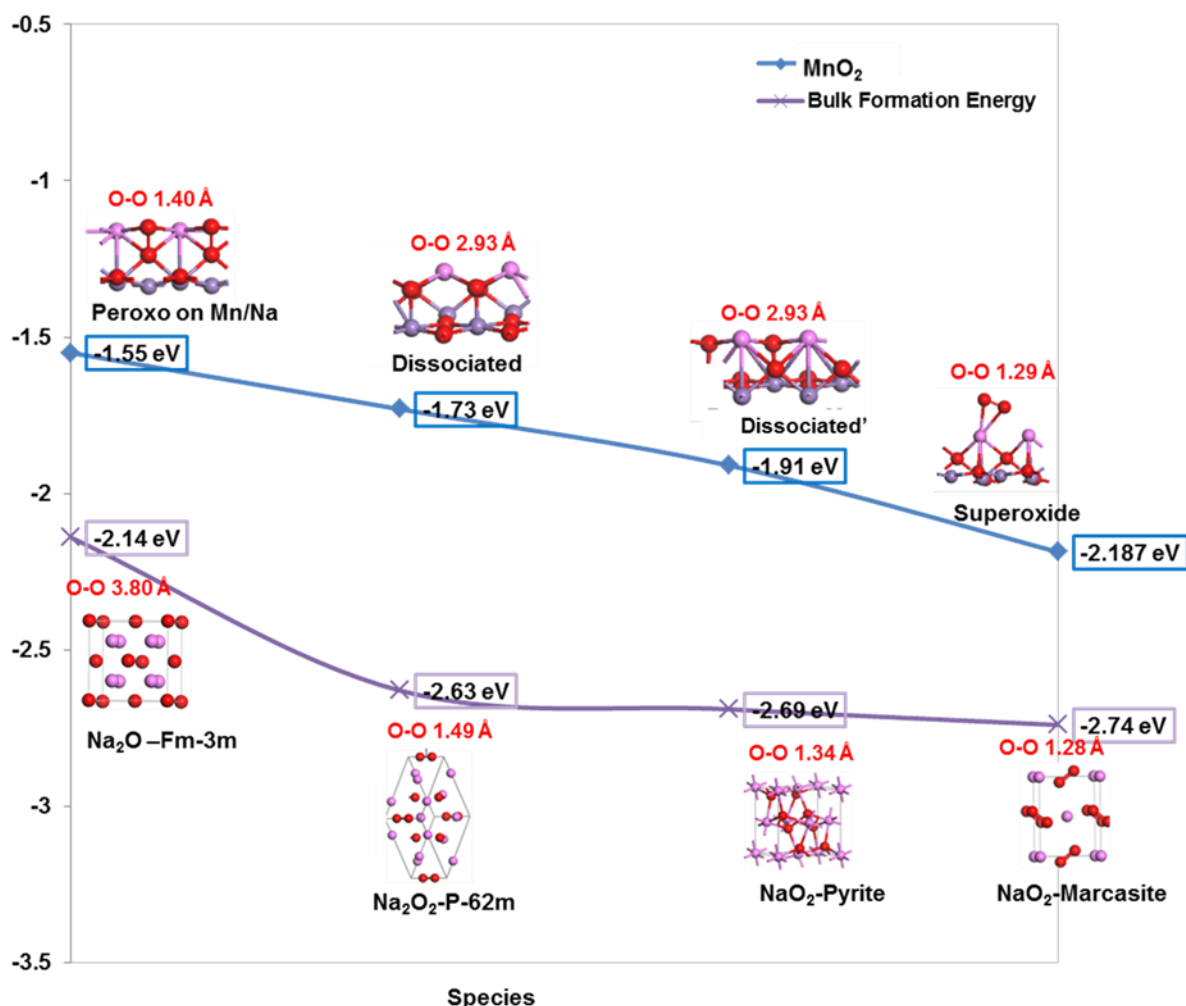 -0.5
MnO₂
Bulk Formation Energy
-1
O-O 1.40 Å
Peroxo on Mn/Na
O-O 2.93 Å
Dissociated
O-O 2.93 Å
Dissociated’
O-O 1.29 Å
Superoxide
-1.5
-1.55 eV
-1.73 eV
-1.91 eV
-2.187 eV
-2
-2.14 eV
O-O 3.80 Å
Na₂O –Fm-3m
-2.5
-2.63 eV
O-O 1.49 Å
Na₂O₂-P-62m
-2.69 eV
O-O 1.34 Å
NaO₂-Pyrite
-2.74 eV
O-O 1.28 Å
NaO₂-Marcasite
-3
-3.5
Species